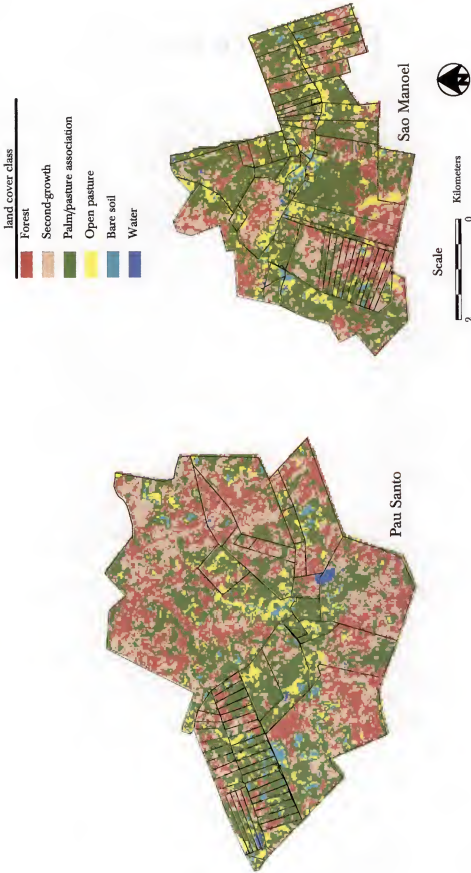 land cover class
Forest
Second-growth
Palm/pasture association
Open pasture
Bare soil
Water
Sao Manoel
Pau Santo
N
Scale
2 0 Kilometers